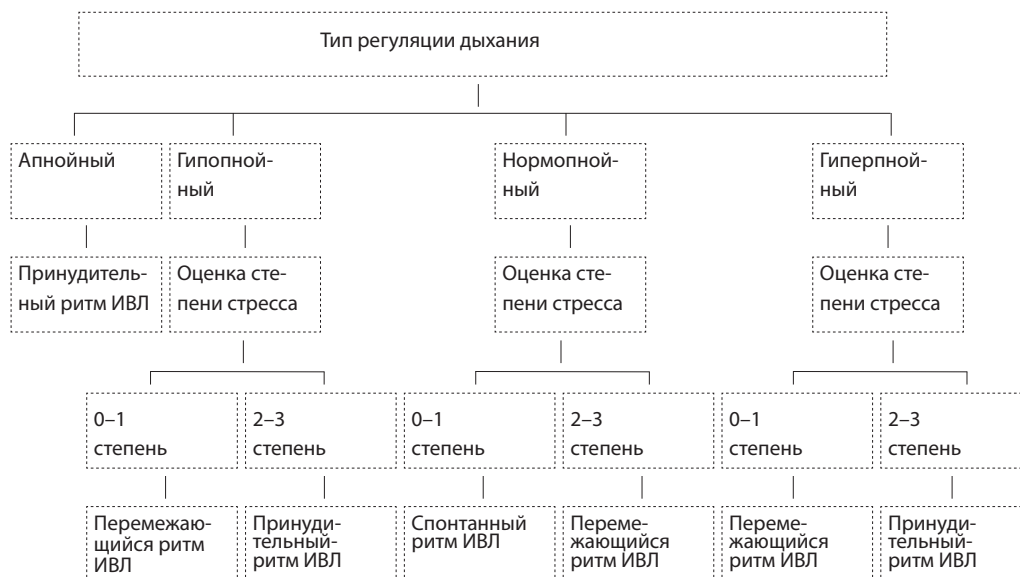 Тип регуляции дыхания
Апнойный
Гипопной-
ный
Нормопной-
ный
Гиперпной-
ный
Принудитель-
ный ритм ИВЛ
Оценка сте-
пени стресса
Оценка сте-
пени стресса
Оценка сте-
пени стресса
0–1
степень
2–3
степень
0–1
степень
2–3
степень
0–1
степень
2–3
степень
Перемежаю-
щийся ритм
ИВЛ
Принуди-
тельный-
ритм ИВЛ
Спонтанный
ритм ИВЛ
Переме-
жающийся
ритм ИВЛ
Переме-
жающийся
ритм ИВЛ
Принуди-
тельный-
ритм ИВЛ